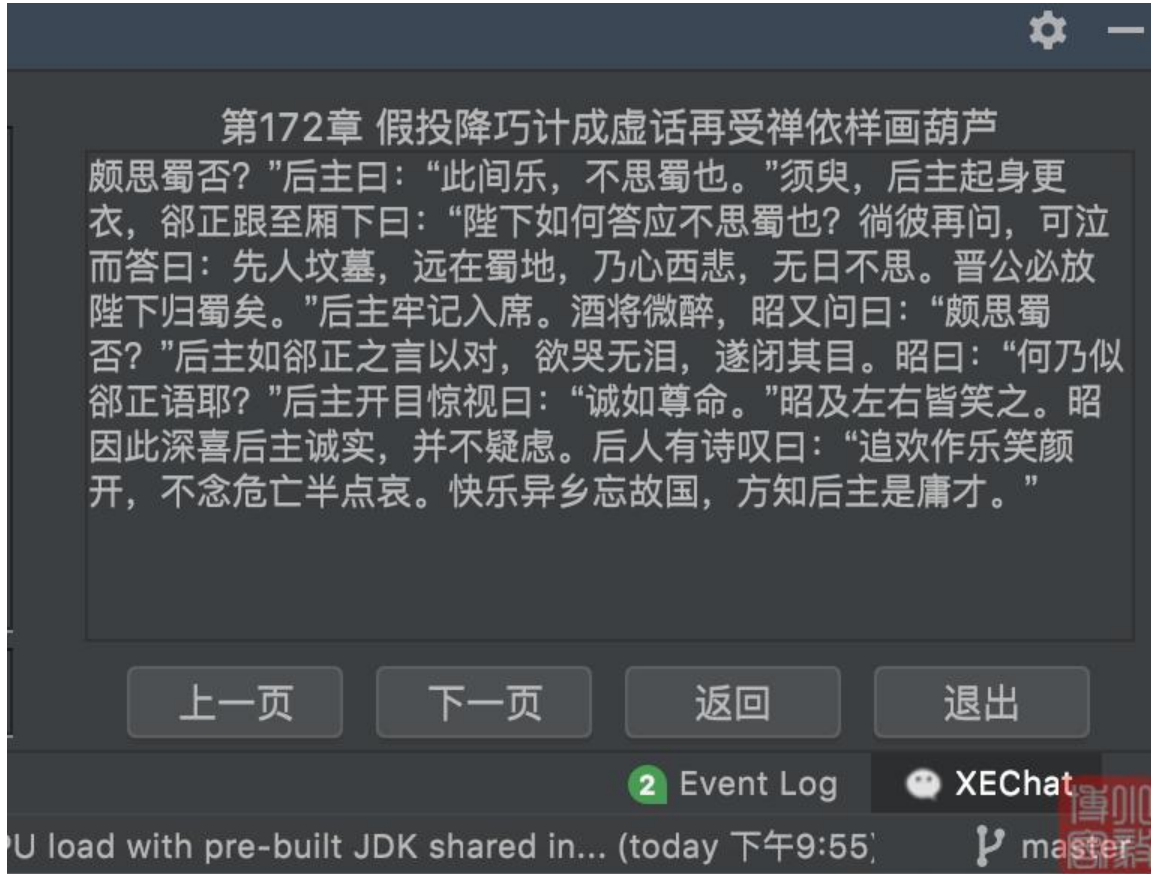 第172章 假投降巧计成虚话再受禅依样画葫芦
颇思蜀否？”后主曰：“此间乐，不思蜀也。”须臾，后主起身更
衣，郤正跟至厢下曰：“陛下如何答应不思蜀也？徜彼再问，可泣
而答曰：先人坟墓，远在蜀地，乃心西悲，无日不思。晋公必放
陛下归蜀矣。”后主牢记入席。酒将微醉，昭又问曰：“颇思蜀
否？”后主如郤正之言以对，欲哭无泪，遂闭其目。昭曰：“何乃似
郤正语耶？”后主开目惊视曰：“诚如尊命。”昭及左右皆笑之。昭
因此深喜后主诚实，并不疑虑。后人有诗叹曰：“追欢作乐笑颜
开，不念危亡半点哀。快乐异乡忘故国，方知后主是庸才。”
上一页 下一页 返回 退出
2 Event Log XEChat
U load with pre-built JDK shared in... (today 下午9:55) master